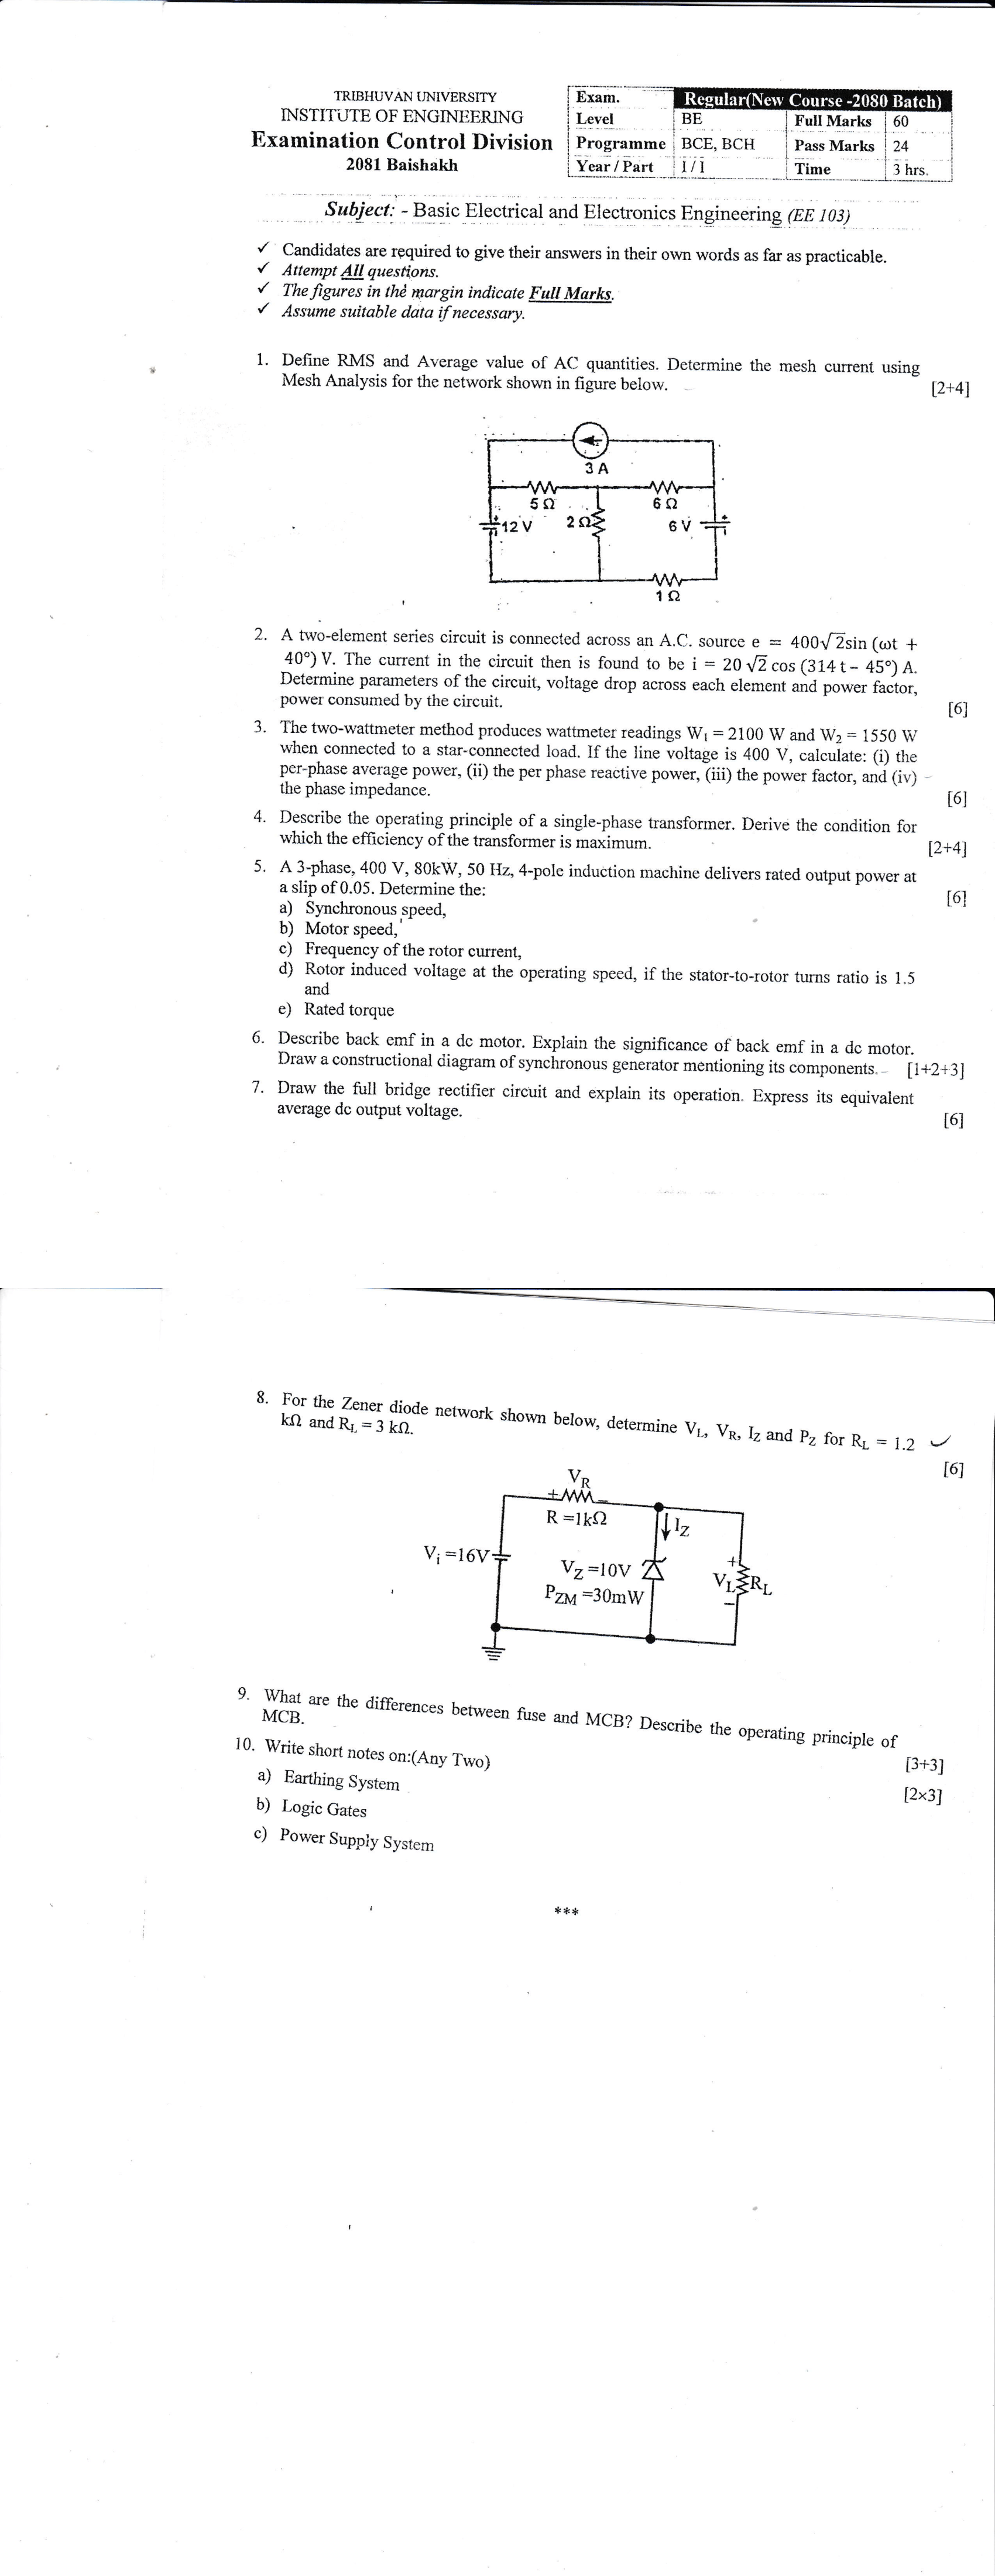 TRIBHUVAN UNIVERSITY
INSTITUTE OF ENGINEERING
Examination Control Division
2081 Baishakh
Exam. Regular(New Course -2080 Batch)
Level BE Full Marks 60
Programme BCE, BCH Pass Marks 24
Year / Part I / I Time 3 hrs.
Subject: - Basic Electrical and Electronics Engineering (EE 103)
✓ Candidates are required to give their answers in their own words as far as practicable.
✓ Attempt All questions.
✓ The figures in the margin indicate Full Marks.
✓ Assume suitable data if necessary.
1. Define RMS and Average value of AC quantities. Determine the mesh current using
Mesh Analysis for the network shown in figure below. [2+4]
3 A
5 Ω 6 Ω
12 V 2 Ω 6 V
1 Ω
2. A two-element series circuit is connected across an A.C. source e = 400√2sin (ωt +
40°) V. The current in the circuit then is found to be i = 20 √2 cos (314 t – 45°) A.
Determine parameters of the circuit, voltage drop across each element and power factor,
power consumed by the circuit. [6]
3. The two-wattmeter method produces wattmeter readings W₁ = 2100 W and W₂ = 1550 W
when connected to a star-connected load. If the line voltage is 400 V, calculate: (i) the
per-phase average power, (ii) the per phase reactive power, (iii) the power factor, and (iv)
the phase impedance. [6]
4. Describe the operating principle of a single-phase transformer. Derive the condition for
which the efficiency of the transformer is maximum. [2+4]
5. A 3-phase, 400 V, 80kW, 50 Hz, 4-pole induction machine delivers rated output power at
a slip of 0.05. Determine the: [6]
a) Synchronous speed,
b) Motor speed,
c) Frequency of the rotor current,
d) Rotor induced voltage at the operating speed, if the stator-to-rotor turns ratio is 1.5
and
e) Rated torque
6. Describe back emf in a dc motor. Explain the significance of back emf in a dc motor.
Draw a constructional diagram of synchronous generator mentioning its components. [1+2+3]
7. Draw the full bridge rectifier circuit and explain its operation. Express its equivalent
average dc output voltage. [6]
8. For the Zener diode network shown below, determine V_L, V_R, I_Z and P_Z for R_L = 1.2
kΩ and R_L = 3 kΩ. [6]
V_R
+ −
R =1kΩ
I_Z
V_i =16V
V_Z =10V
P_ZM =30mW
+
V_L R_L
−
9. What are the differences between fuse and MCB? Describe the operating principle of
MCB. [3+3]
10. Write short notes on:(Any Two) [2×3]
a) Earthing System
b) Logic Gates
c) Power Supply System
***